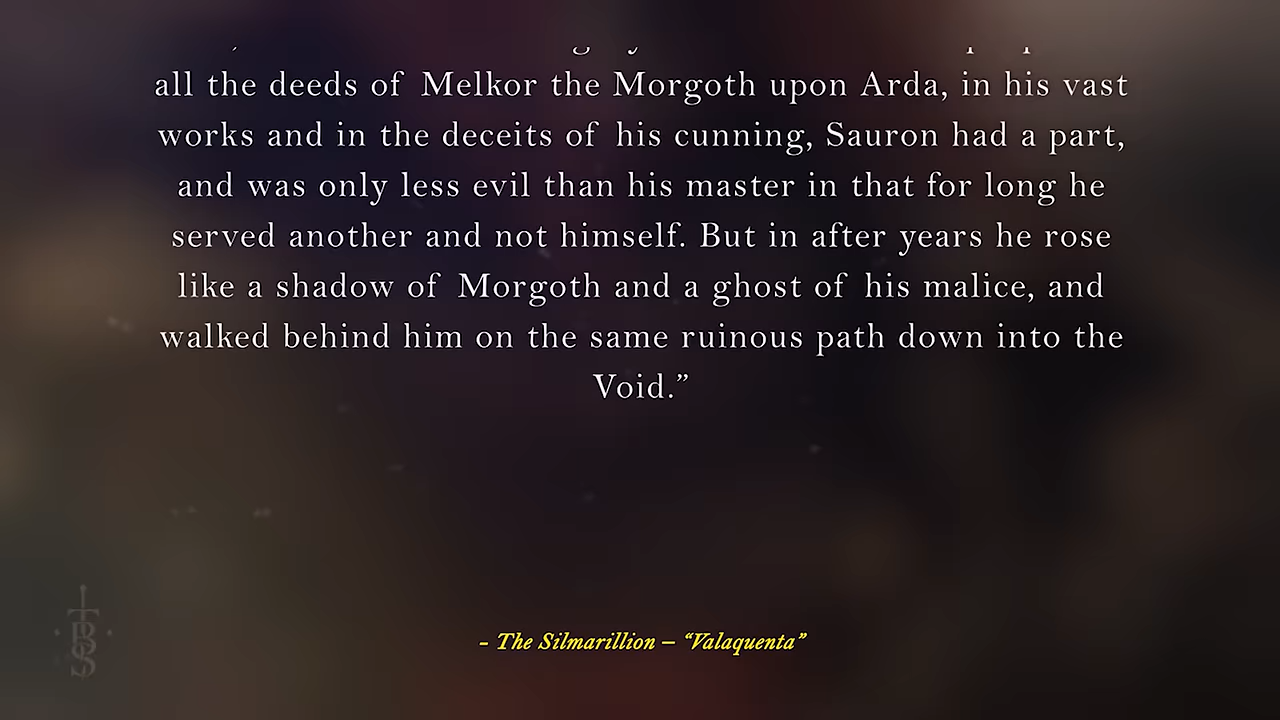 all the deeds of Melkor the Morgoth upon Arda, in his vast
works and in the deceits of his cunning, Sauron had a part,
and was only less evil than his master in that for long he
served another and not himself. But in after years he rose
like a shadow of Morgoth and a ghost of his malice, and
walked behind him on the same ruinous path down into the
Void.”
- The Silmarillion – “Valaquenta”
TBS